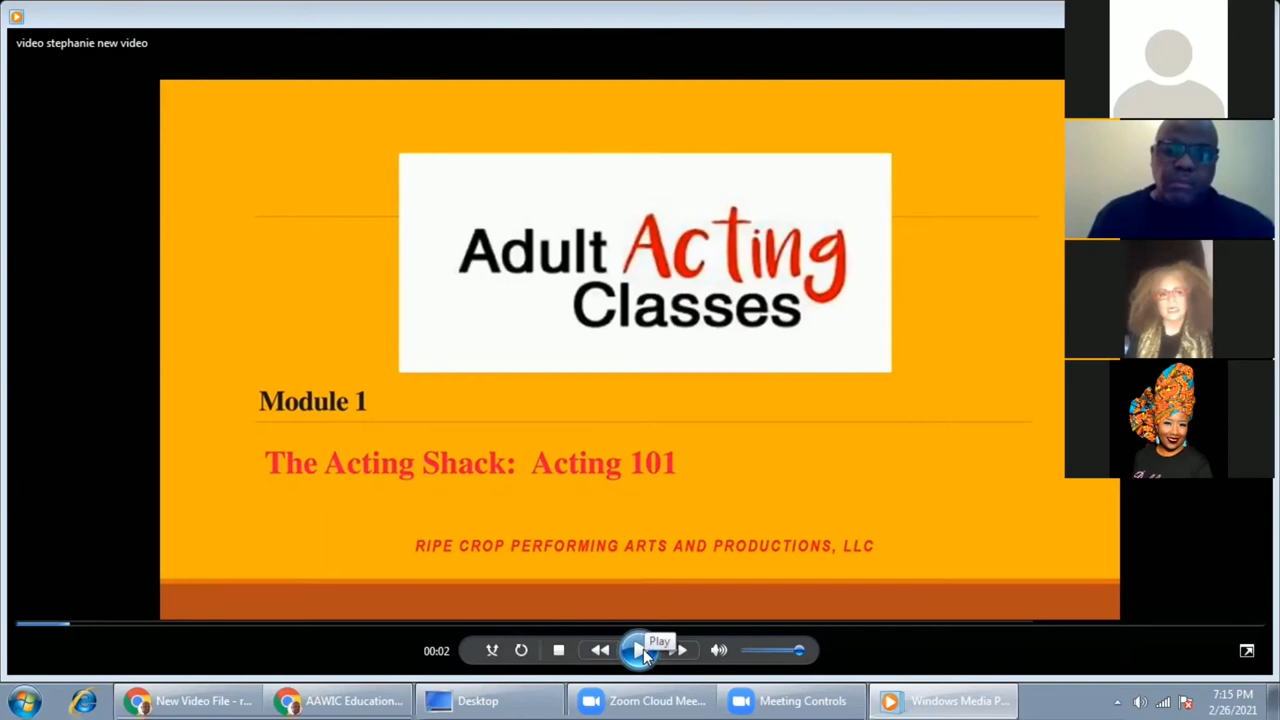 video stephanie new video
Adult Acting
Classes
Module 1
The Acting Shack: Acting 101
RIPE CROP PERFORMING ARTS AND PRODUCTIONS, LLC
00:02
Play
New Video File - r...
AAWIC Education...
Desktop
Zoom Cloud Mee...
Meeting Controls
Windows Media P...
7:15 PM
2/26/2021